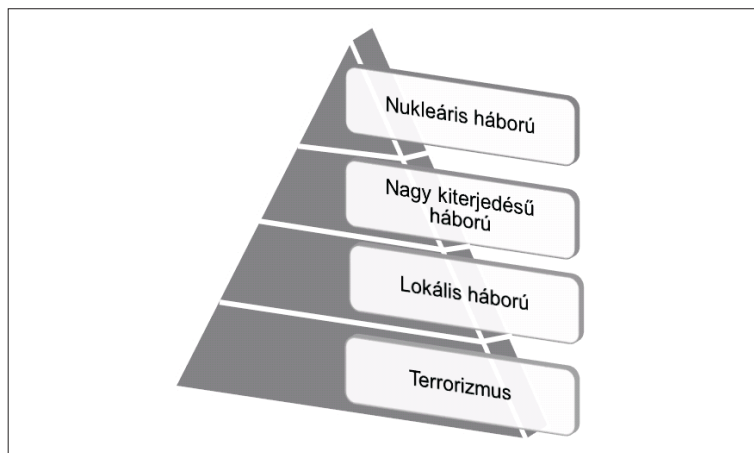 Nukleáris háború
Nagy kiterjedésű
háború
Lokális háború
Terrorizmus